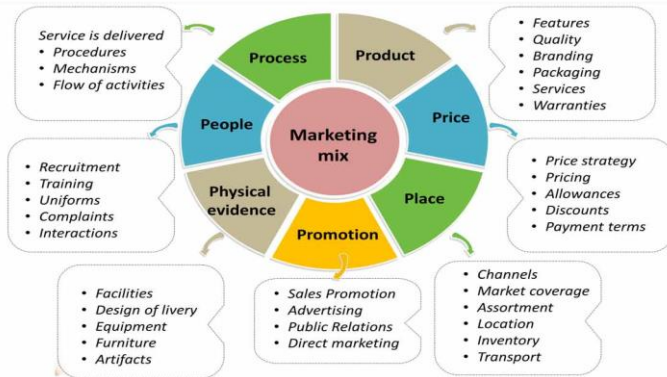 Marketing
mix
Product
• Features
• Quality
• Branding
• Packaging
• Services
• Warranties
Price
• Price strategy
• Pricing
• Allowances
• Discounts
• Payment terms
Place
• Channels
• Market coverage
• Assortment
• Location
• Inventory
• Transport
Promotion
• Sales Promotion
• Advertising
• Public Relations
• Direct marketing
Physical
evidence
• Facilities
• Design of livery
• Equipment
• Furniture
• Artifacts
People
• Recruitment
• Training
• Uniforms
• Complaints
• Interactions
Process
Service is delivered
• Procedures
• Mechanisms
• Flow of activities